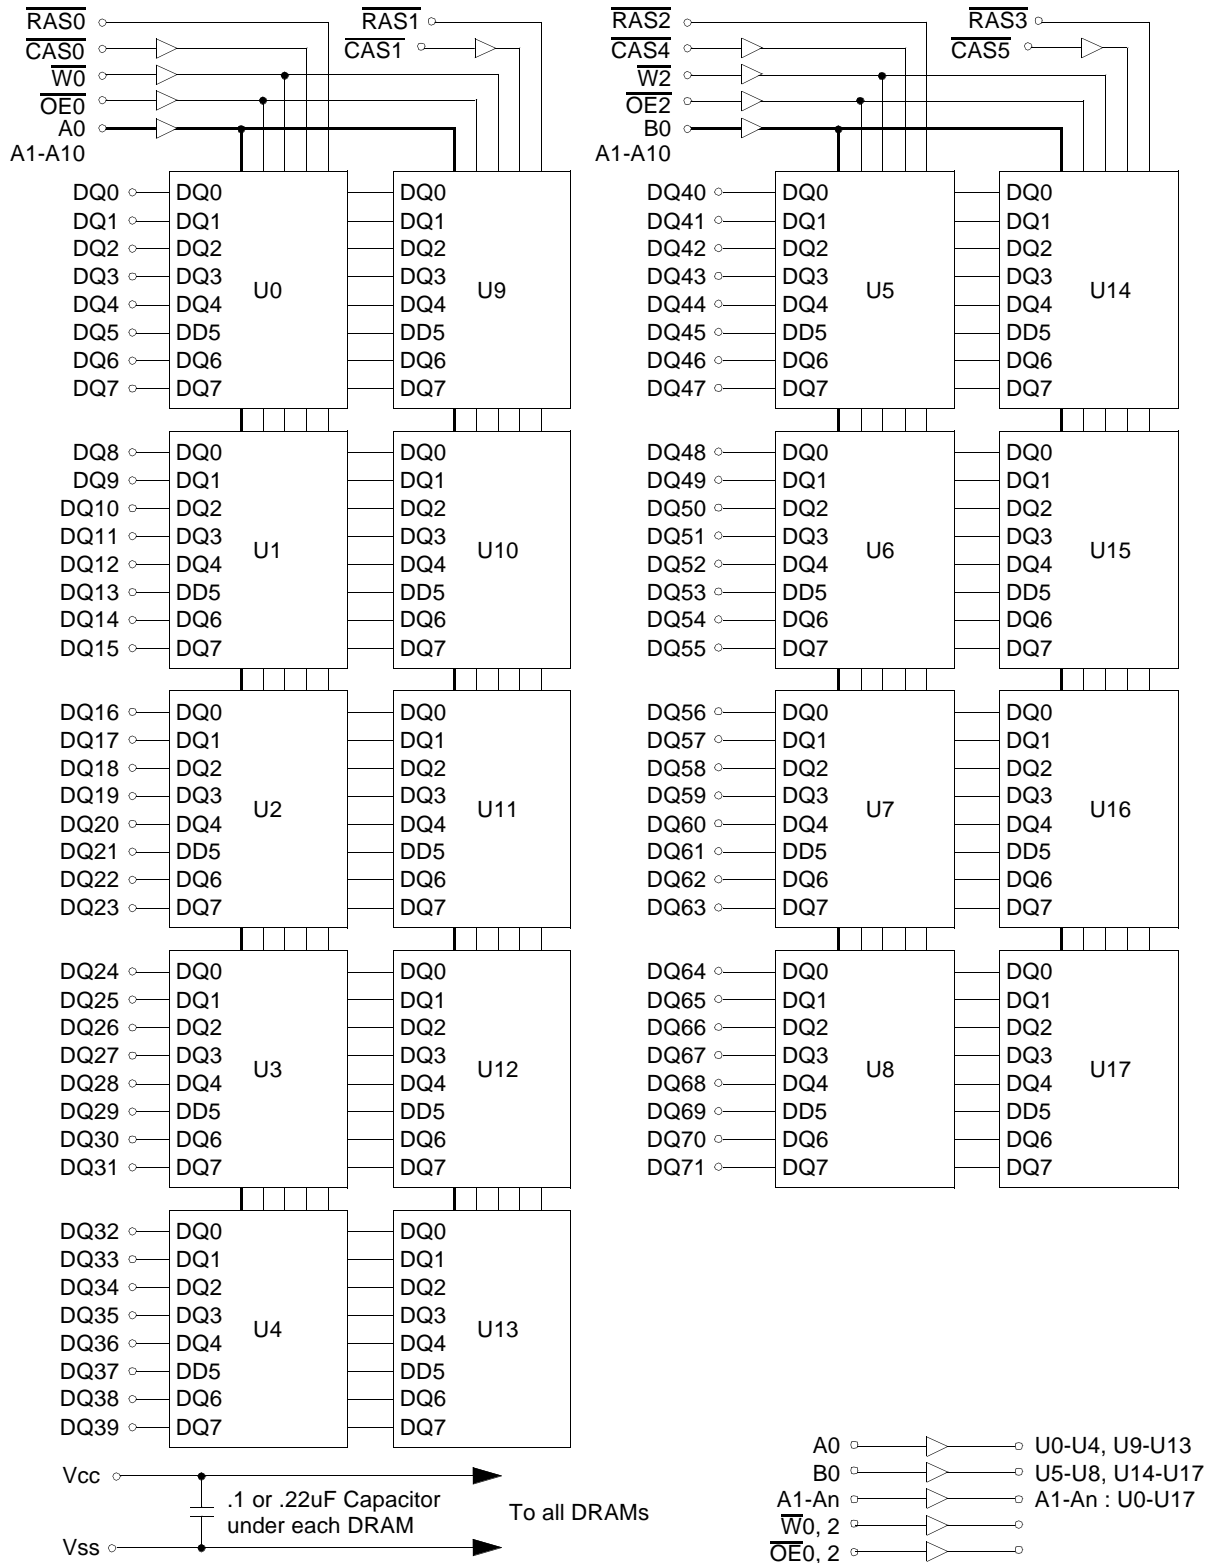 RAS0
CAS0
W0
OE0
A0
A1-A10
RAS1
CAS1
DQ0 DQ0 DQ0
DQ1 DQ1 DQ1
DQ2 DQ2 DQ2
DQ3 DQ3 DQ3
U0 U9
DQ4 DQ4 DQ4
DQ5 DD5 DD5
DQ6 DQ6 DQ6
DQ7 DQ7 DQ7
DQ8 DQ0 DQ0
DQ9 DQ1 DQ1
DQ10 DQ2 DQ2
DQ11 DQ3 DQ3
U1 U10
DQ12 DQ4 DQ4
DQ13 DD5 DD5
DQ14 DQ6 DQ6
DQ15 DQ7 DQ7
DQ16 DQ0 DQ0
DQ17 DQ1 DQ1
DQ18 DQ2 DQ2
DQ19 DQ3 DQ3
U2 U11
DQ20 DQ4 DQ4
DQ21 DD5 DD5
DQ22 DQ6 DQ6
DQ23 DQ7 DQ7
DQ24 DQ0 DQ0
DQ25 DQ1 DQ1
DQ26 DQ2 DQ2
DQ27 DQ3 DQ3
U3 U12
DQ28 DQ4 DQ4
DQ29 DD5 DD5
DQ30 DQ6 DQ6
DQ31 DQ7 DQ7
DQ32 DQ0 DQ0
DQ33 DQ1 DQ1
DQ34 DQ2 DQ2
DQ35 DQ3 DQ3
U4 U13
DQ36 DQ4 DQ4
DQ37 DD5 DD5
DQ38 DQ6 DQ6
DQ39 DQ7 DQ7
Vcc
.1 or .22uF Capacitor
under each DRAM
To all DRAMs
Vss
RAS2
CAS4
W2
OE2
B0
A1-A10
RAS3
CAS5
DQ40 DQ0 DQ0
DQ41 DQ1 DQ1
DQ42 DQ2 DQ2
DQ43 DQ3 DQ3
U5 U14
DQ44 DQ4 DQ4
DQ45 DD5 DD5
DQ46 DQ6 DQ6
DQ47 DQ7 DQ7
DQ48 DQ0 DQ0
DQ49 DQ1 DQ1
DQ50 DQ2 DQ2
DQ51 DQ3 DQ3
U6 U15
DQ52 DQ4 DQ4
DQ53 DD5 DD5
DQ54 DQ6 DQ6
DQ55 DQ7 DQ7
DQ56 DQ0 DQ0
DQ57 DQ1 DQ1
DQ58 DQ2 DQ2
DQ59 DQ3 DQ3
U7 U16
DQ60 DQ4 DQ4
DQ61 DD5 DD5
DQ62 DQ6 DQ6
DQ63 DQ7 DQ7
DQ64 DQ0 DQ0
DQ65 DQ1 DQ1
DQ66 DQ2 DQ2
DQ67 DQ3 DQ3
U8 U17
DQ68 DQ4 DQ4
DQ69 DD5 DD5
DQ70 DQ6 DQ6
DQ71 DQ7 DQ7
A0 U0-U4, U9-U13
B0 U5-U8, U14-U17
A1-An A1-An : U0-U17
W0, 2
OE0, 2